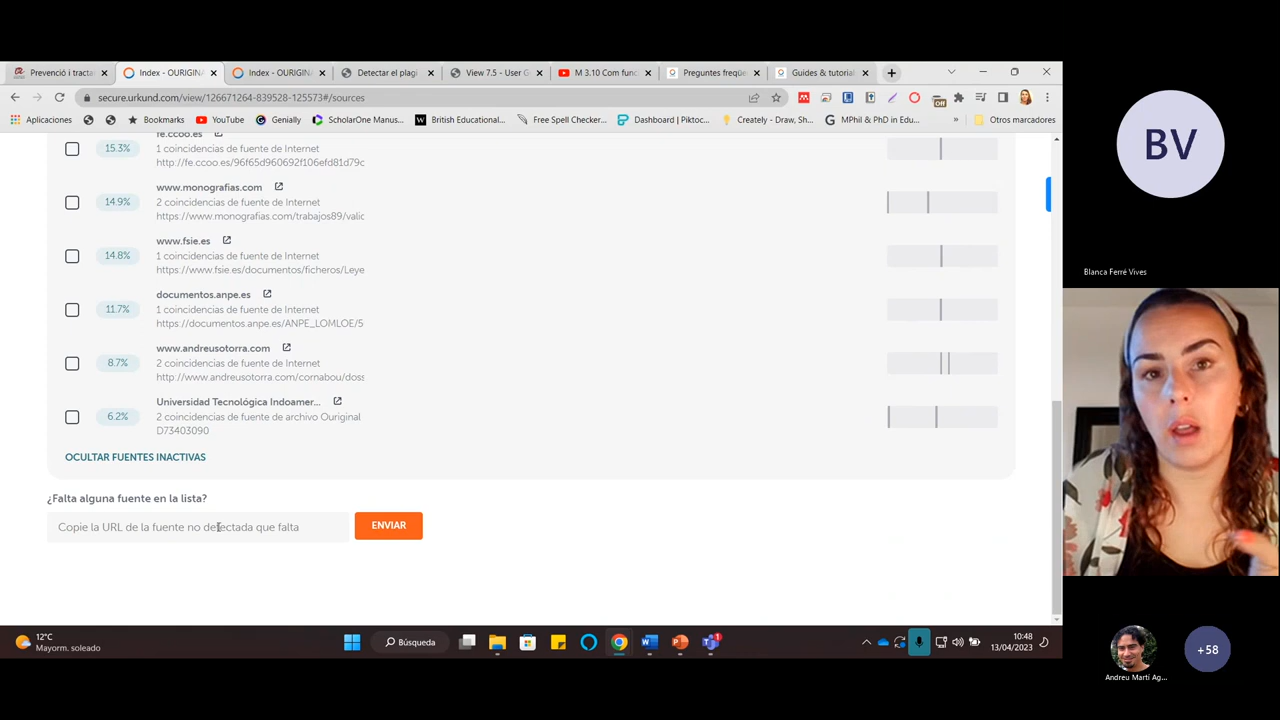 Prevenció i tractai
Index - OURIGINA
Index - OURIGINA
Detectar el plagi
View 7.5 - User G
M 3.10 Com func
Preguntes freqüe
Guides & tutorial
secure.urkund.com/view/126671264-839528-125573#/sources
Aplicaciones
Bookmarks
YouTube
Genially
ScholarOne Manus...
British Educational...
Free Spell Checker...
Dashboard | Piktoc...
Creately - Draw, Sh...
MPhil & PhD in Edu...
»
Otros marcadores
Off
fe.ccoo.es
15.3%
1 coincidencias de fuente de Internet
http://fe.ccoo.es/96f65d960692f106efd81d79c
www.monografias.com
14.9%
2 coincidencias de fuente de Internet
https://www.monografias.com/trabajos89/valic
www.fsie.es
14.8%
1 coincidencias de fuente de Internet
https://www.fsie.es/documentos/ficheros/Leye
documentos.anpe.es
11.7%
1 coincidencias de fuente de Internet
https://documentos.anpe.es/ANPE_LOMLOE/5
www.andreusotorra.com
8.7%
2 coincidencias de fuente de Internet
http://www.andreusotorra.com/cornabou/doss
Universidad Tecnológica Indoamer...
6.2%
2 coincidencias de fuente de archivo Ouriginal
D73403090
OCULTAR FUENTES INACTIVAS
¿Falta alguna fuente en la lista?
Copie la URL de la fuente no detectada que falta
ENVIAR
12°C
Mayorm. soleado
Búsqueda
1
10:48
13/04/2023
BV
Blanca Ferré Vives
Andreu Martí Ag...
+58